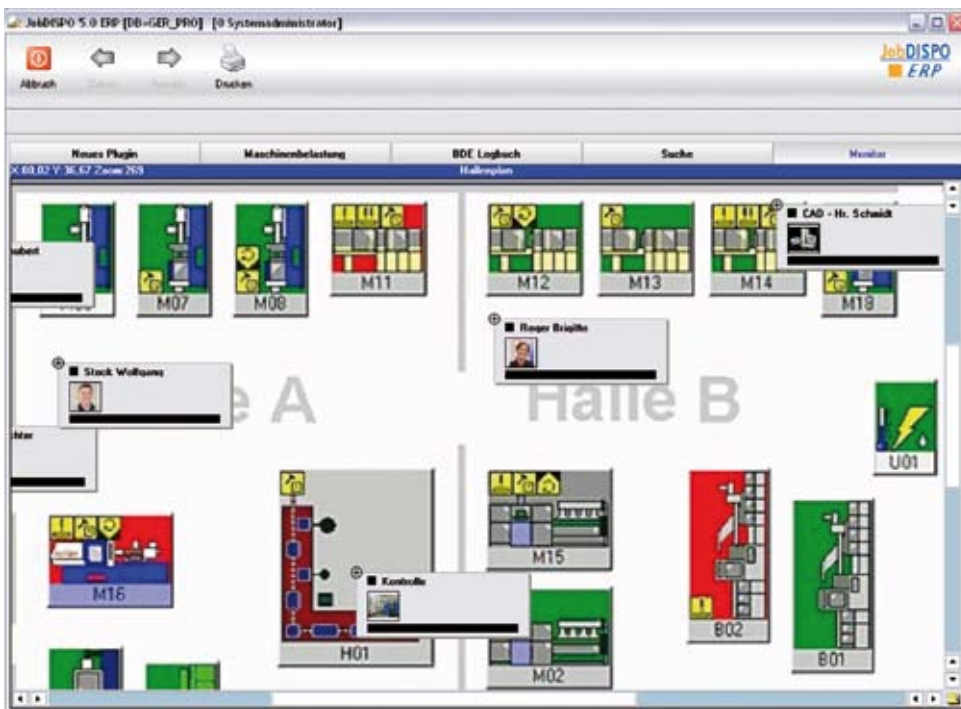 JobDISPO 5.0 ERP [DB=GER_PRO] [0 Systemadministrator]
Abbruch
Drucken
JobDISPO
ERP
Neues Plugin
Maschinenbelastung
BDE Logbuch
Suche
Monitor
Zoom 269
Hallenplan
CAD - Hr. Schmidt
M07
M08
M11
M12
M13
M14
M18
Roger Brigitte
Stock Wolfgang
e A
Halle B
U01
M16
M15
Kontrolle
H01
M02
B02
B01